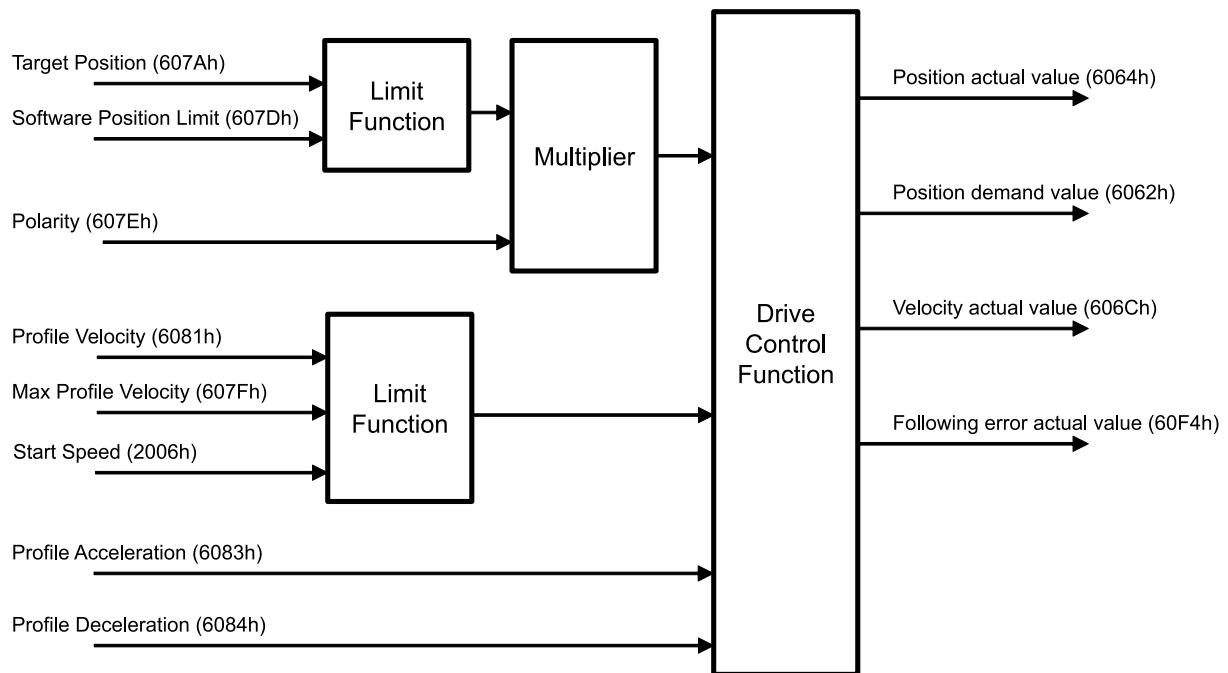 Target Position (607Ah)
Software Position Limit (607Dh)
Limit
Function
Polarity (607Eh)
Multiplier
Profile Velocity (6081h)
Max Profile Velocity (607Fh)
Start Speed (2006h)
Limit
Function
Profile Acceleration (6083h)
Profile Deceleration (6084h)
Drive
Control
Function
Position actual value (6064h)
Position demand value (6062h)
Velocity actual value (606Ch)
Following error actual value (60F4h)